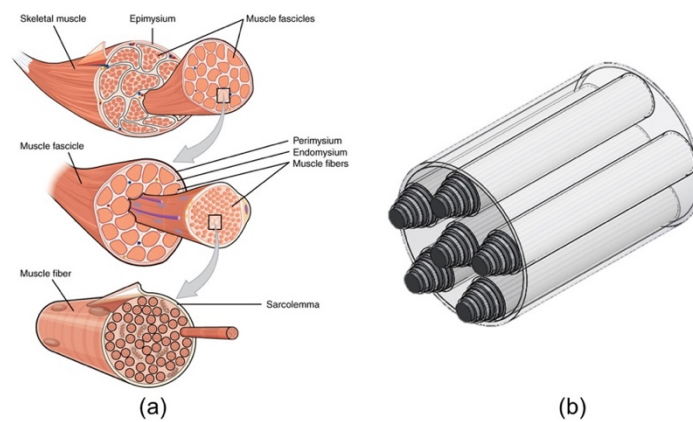 Skeletal muscle
Epimysium
Muscle fascicles
Muscle fascicle
Perimysium
Endomysium
Muscle fibers
Muscle fiber
Sarcolemma
(a)
(b)